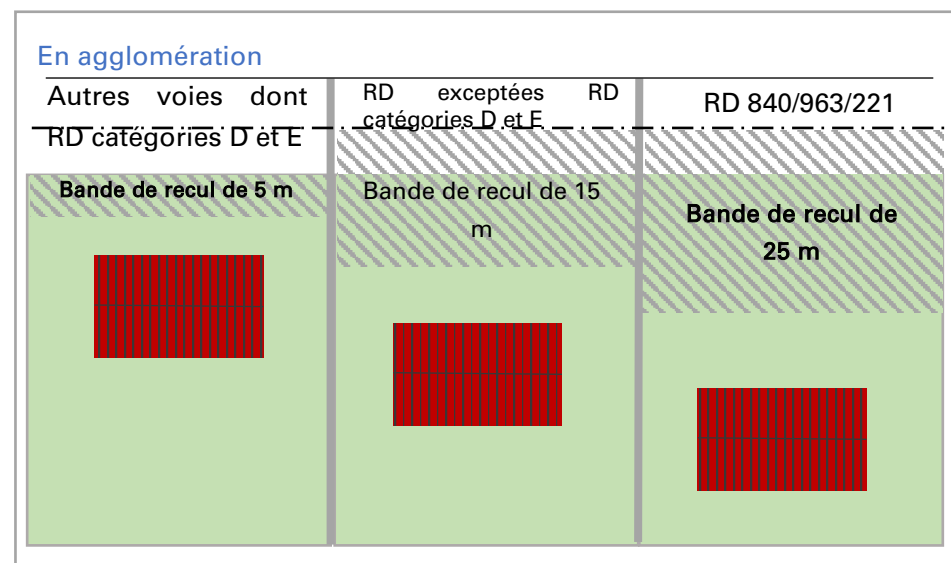 En agglomération
Autres voies dont
RD catégories D et E
RD exceptées RD
catégories D et E
RD 840/963/221
Bande de recul de 5 m
Bande de recul de 15
m
Bande de recul de
25 m